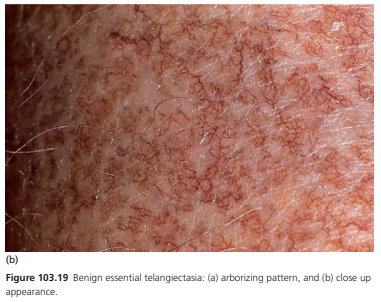 (b)
Figure 103.19 Benign essential telangiectasia: (a) arborizing pattern, and (b) close up
appearance.